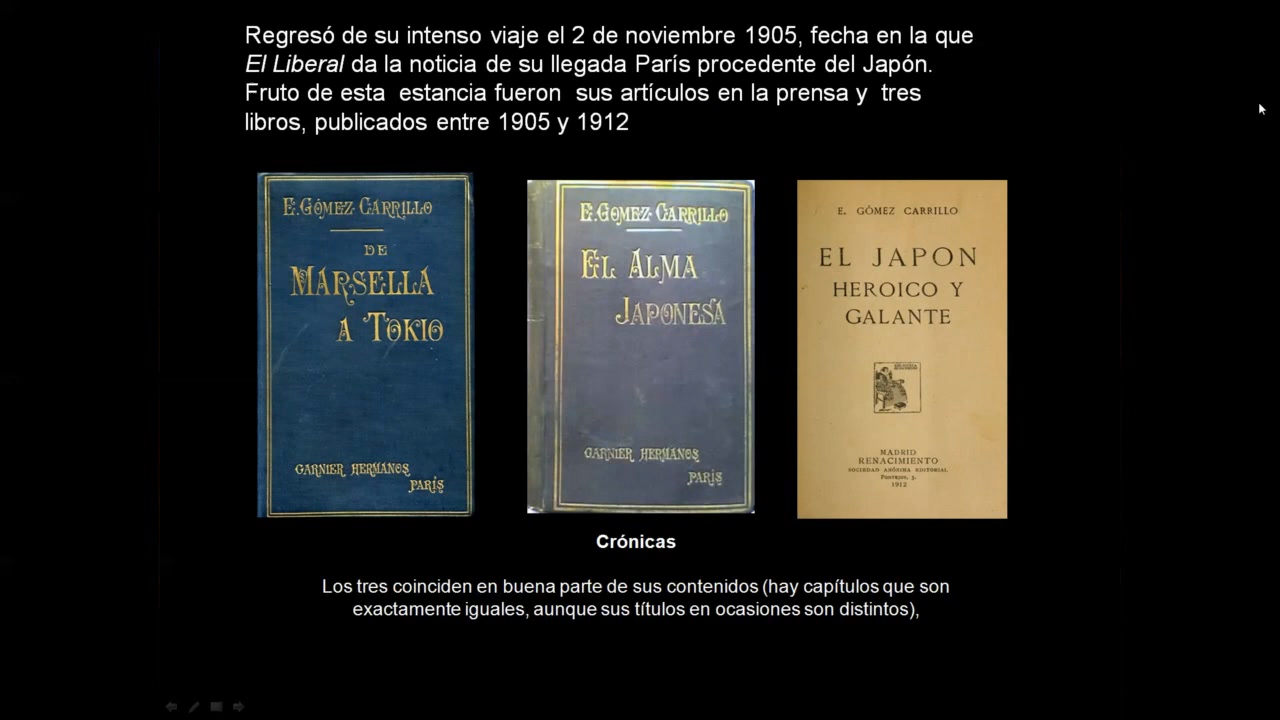 Regresó de su intenso viaje el 2 de noviembre 1905, fecha en la que
El Liberal da la noticia de su llegada París procedente del Japón.
Fruto de esta estancia fueron sus artículos en la prensa y tres
libros, publicados entre 1905 y 1912
E. GÓMEZ CARRILLO
DE
MARSELLA
A TOKIO
GARNIER HERMANOS
PARÍS
E. GOMEZ CARRILLO
EL ALMA
JAPONESA
GARNIER HERMANOS
PARÍS
E. GÓMEZ CARRILLO
EL JAPON
HEROICO Y
GALANTE
MADRID
RENACIMIENTO
SOCIEDAD ANÓNIMA EDITORIAL
1912
Crónicas
Los tres coinciden en buena parte de sus contenidos (hay capítulos que son
exactamente iguales, aunque sus títulos en ocasiones son distintos),